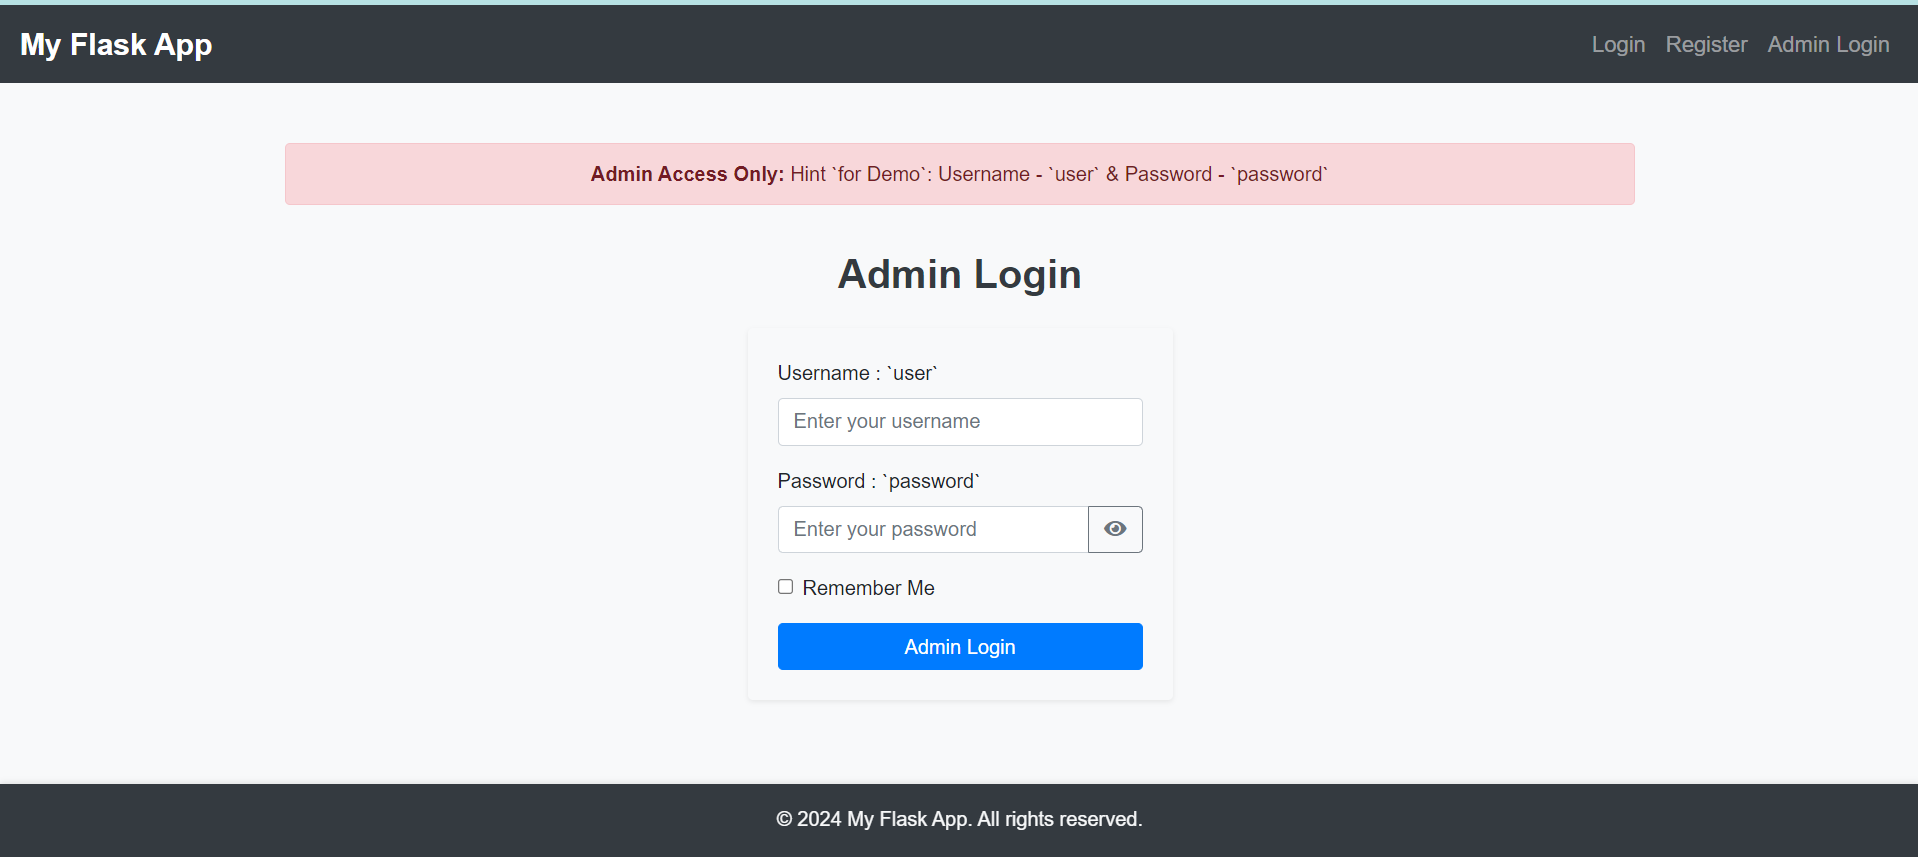 My Flask App
Login Register Admin Login
Admin Access Only: Hint `for Demo`: Username - `user` & Password - `password`
Admin Login
Username : `user`
Enter your username
Password : `password`
Enter your password
Remember Me
Admin Login
© 2024 My Flask App. All rights reserved.